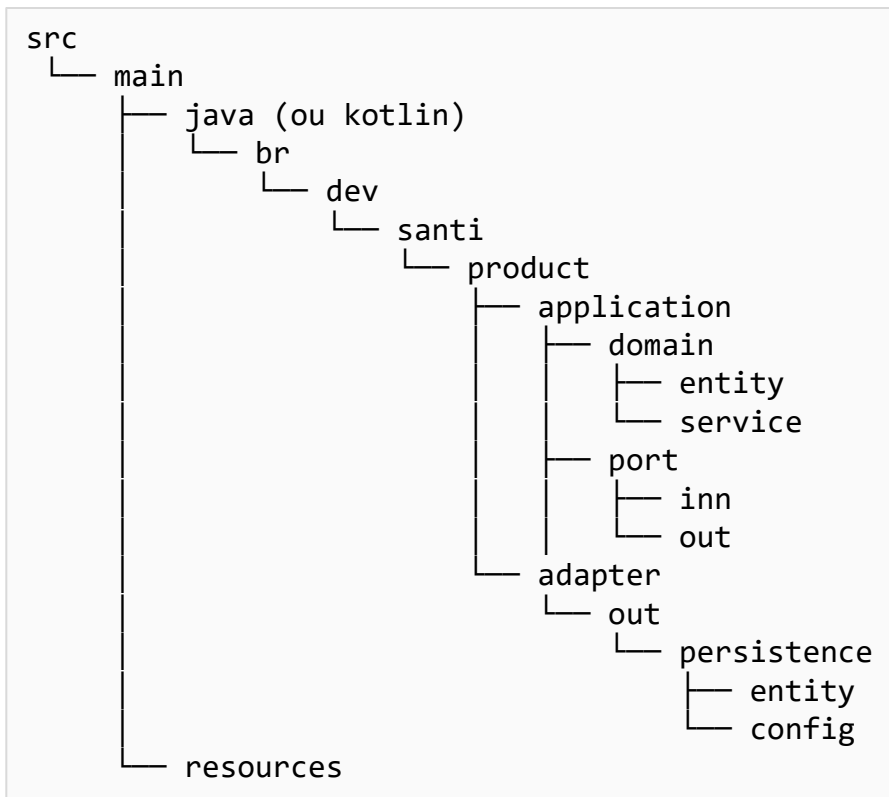 src
└── main
├── java (ou kotlin)
│ └── br
│ └── dev
│ └── santi
│ └── product
│ ├── application
│ │ ├── domain
│ │ │ ├── entity
│ │ │ └── service
│ │ ├── port
│ │ │ ├── inn
│ │ │ └── out
│ └── adapter
│ └── out
│ └── persistence
│ ├── entity
│ └── config
└── resources